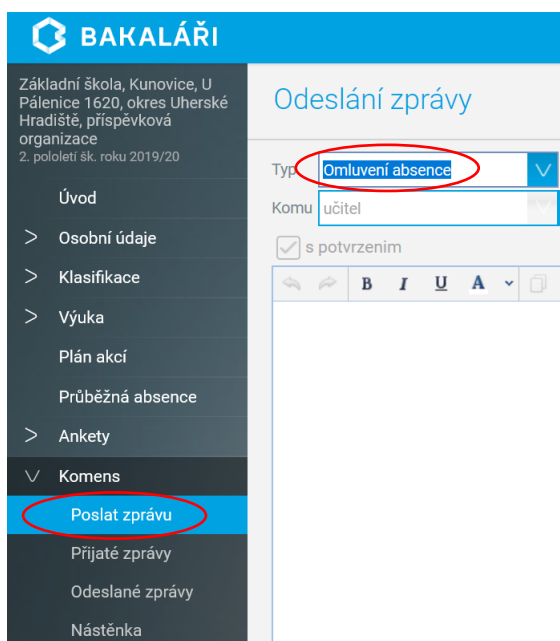 BAKALÁŘI
Základní škola, Kunovice, U
Pálenice 1620, okres Uherské
Hradiště, příspěvková
organizace
2. pololetí šk. roku 2019/20
Úvod
Osobní údaje
Klasifikace
Výuka
Plán akcí
Průběžná absence
Ankety
Komens
Poslat zprávu
Přijaté zprávy
Odeslané zprávy
Nástěnka
Odeslání zprávy
Typ Omluvení absence
Komu učitel
s potvrzením
B I U A